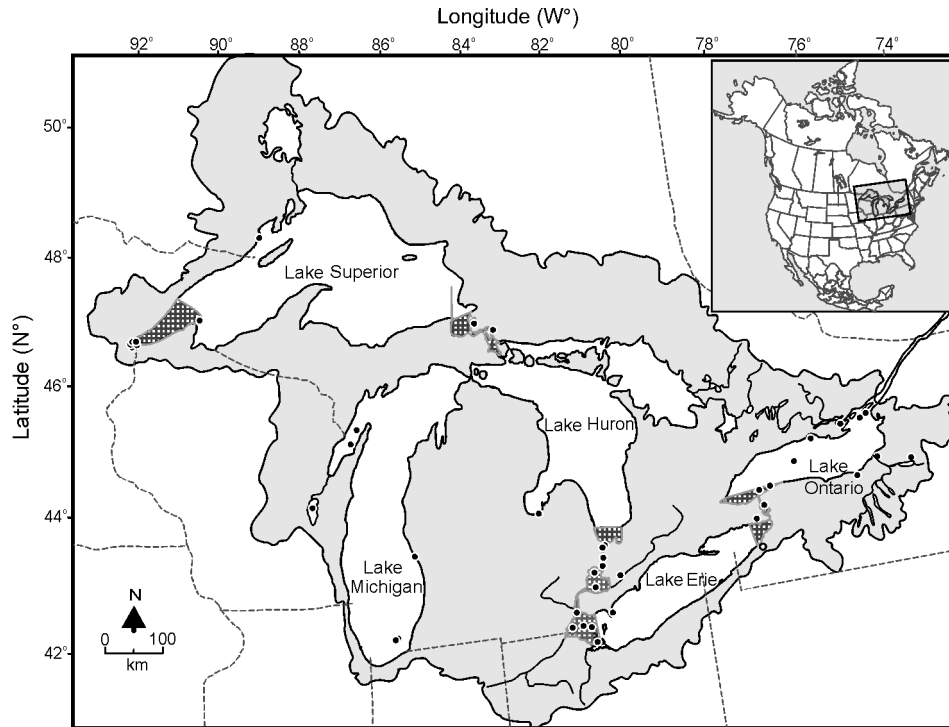 Longitude (W°)
92° 90° 88° 86° 84° 82° 80° 78° 76° 74°
50°
48°
46°
44°
42°
Latitude (N°)
Lake Superior
Lake Huron
Lake
Ontario
Lake
Michigan
Lake Erie
N
0 100
km